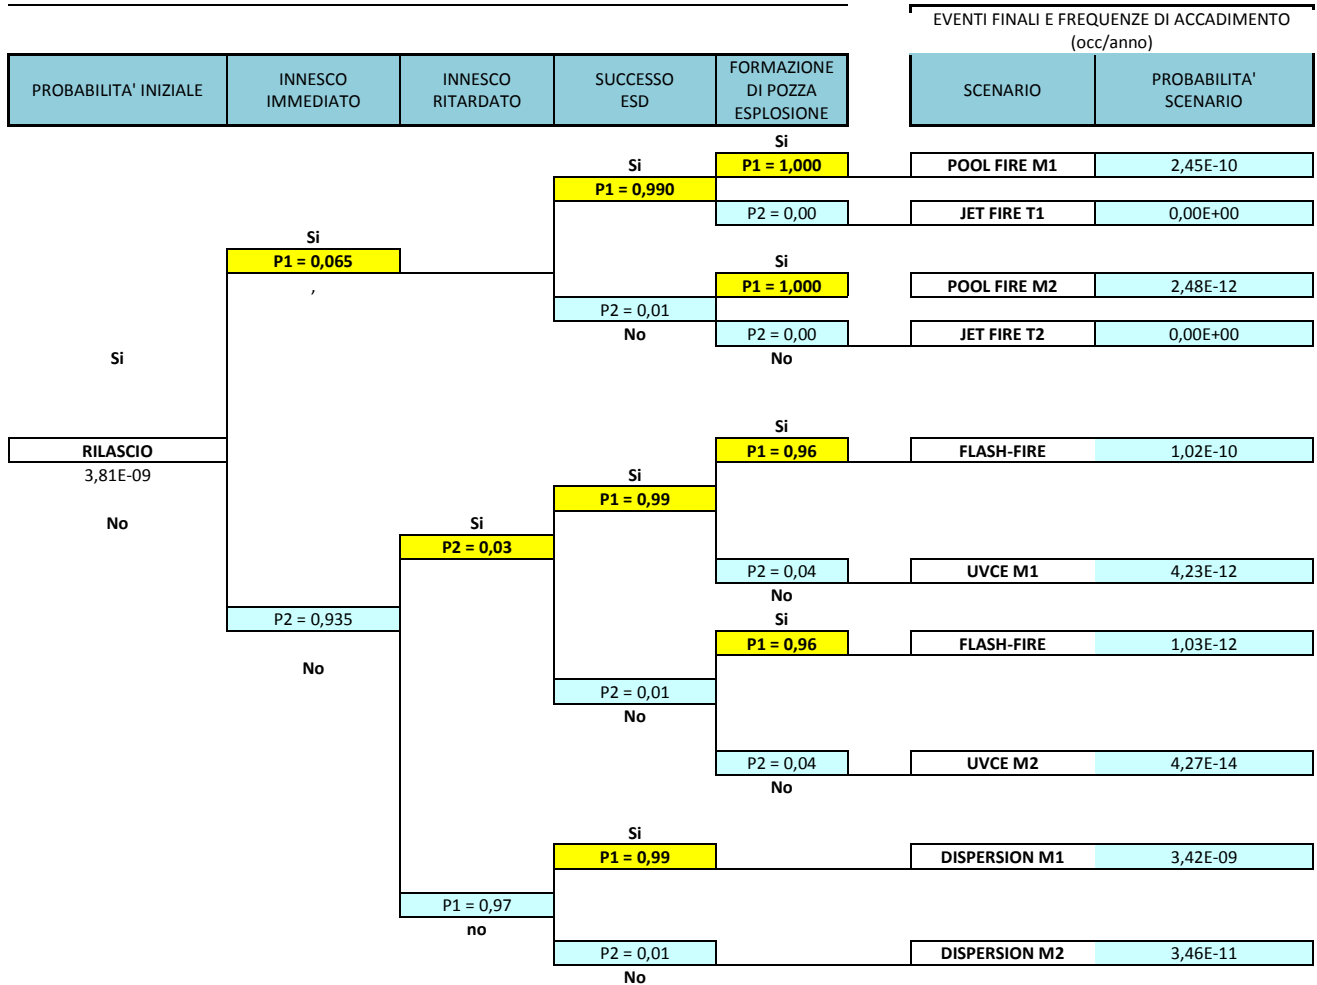 EVENTI FINALI E FREQUENZE DI ACCADIMENTO
(occ/anno)
PROBABILITA' INIZIALE
INNESCO
IMMEDIATO
INNESCO
RITARDATO
SUCCESSO
ESD
FORMAZIONE
DI POZZA
ESPLOSIONE
SCENARIO
PROBABILITA'
SCENARIO
Si
Si
P1 = 1,000
POOL FIRE M1
2,45E-10
P1 = 0,990
P2 = 0,00
JET FIRE T1
0,00E+00
Si
P1 = 0,065
,
Si
P1 = 1,000
POOL FIRE M2
2,48E-12
P2 = 0,01
No
P2 = 0,00
JET FIRE T2
0,00E+00
Si
No
Si
RILASCIO
P1 = 0,96
FLASH-FIRE
1,02E-10
3,81E-09
Si
P1 = 0,99
No
Si
P2 = 0,03
P2 = 0,04
UVCE M1
4,23E-12
No
P2 = 0,935
Si
P1 = 0,96
FLASH-FIRE
1,03E-12
No
P2 = 0,01
No
P2 = 0,04
UVCE M2
4,27E-14
No
Si
P1 = 0,99
DISPERSION M1
3,42E-09
P1 = 0,97
no
P2 = 0,01
DISPERSION M2
3,46E-11
No